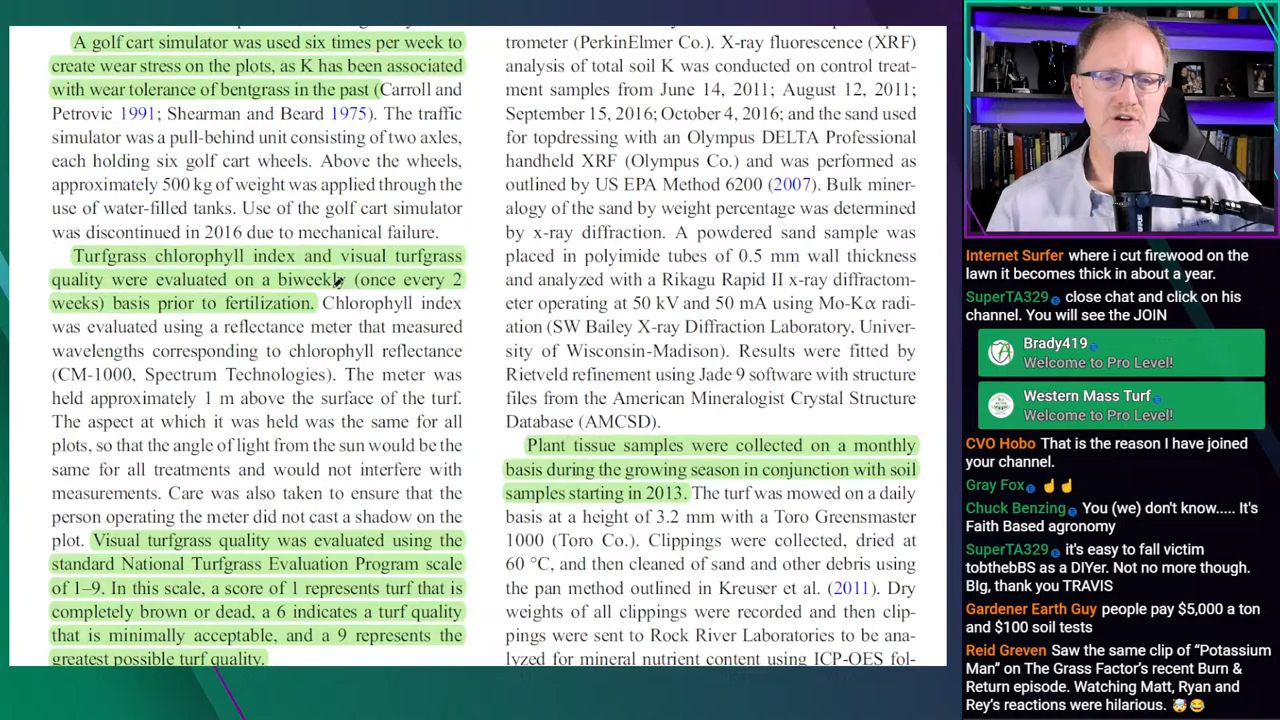 A golf cart simulator was used six times per week to
create wear stress on the plots, as K has been associated
with wear tolerance of bentgrass in the past (Carroll and
Petrovic 1991; Shearman and Beard 1975). The traffic
simulator was a pull-behind unit consisting of two axles,
each holding six golf cart wheels. Above the wheels,
approximately 500 kg of weight was applied through the
use of water-filled tanks. Use of the golf cart simulator
was discontinued in 2016 due to mechanical failure.
Turfgrass chlorophyll index and visual turfgrass
quality were evaluated on a biweekly (once every 2
weeks) basis prior to fertilization. Chlorophyll index
was evaluated using a reflectance meter that measured
wavelengths corresponding to chlorophyll reflectance
(CM-1000, Spectrum Technologies). The meter was
held approximately 1 m above the surface of the turf.
The aspect at which it was held was the same for all
plots, so that the angle of light from the sun would be the
same for all treatments and would not interfere with
measurements. Care was also taken to ensure that the
person operating the meter did not cast a shadow on the
plot. Visual turfgrass quality was evaluated using the
standard National Turfgrass Evaluation Program scale
of 1–9. In this scale, a score of 1 represents turf that is
completely brown or dead, a 6 indicates a turf quality
that is minimally acceptable, and a 9 represents the
greatest possible turf quality.
trometer (PerkinElmer Co.). X-ray fluorescence (XRF)
analysis of total soil K was conducted on control treat-
ment samples from June 14, 2011; August 12, 2011;
September 15, 2016; October 4, 2016; and the sand used
for topdressing with an Olympus DELTA Professional
handheld XRF (Olympus Co.) and was performed as
outlined by US EPA Method 6200 (2007). Bulk miner-
alogy of the sand by weight percentage was determined
by x-ray diffraction. A powdered sand sample was
placed in polyimide tubes of 0.5 mm wall thickness
and analyzed with a Rikagu Rapid II x-ray diffractom-
eter operating at 50 kV and 50 mA using Mo-Kα radi-
ation (SW Bailey X-ray Diffraction Laboratory, Univer-
sity of Wisconsin-Madison). Results were fitted by
Rietveld refinement using Jade 9 software with structure
files from the American Mineralogist Crystal Structure
Database (AMCSD).
Plant tissue samples were collected on a monthly
basis during the growing season in conjunction with soil
samples starting in 2013. The turf was mowed on a daily
basis at a height of 3.2 mm with a Toro Greensmaster
1000 (Toro Co.). Clippings were collected, dried at
60 °C, and then cleaned of sand and other debris using
the pan method outlined in Kreuser et al. (2011). Dry
weights of all clippings were recorded and then clip-
pings were sent to Rock River Laboratories to be ana-
lyzed for mineral nutrient content using ICP-OES fol-
Internet Surfer where i cut firewood on the
lawn it becomes thick in about a year.
SuperTA329 close chat and click on his
channel. You will see the JOIN
Brady419
Welcome to Pro Level!
Western Mass Turf
Welcome to Pro Level!
CVO Hobo That is the reason I have joined
your channel.
Gray Fox ☝️☝️
Chuck Benzing You (we) don't know..... It's
Faith Based agronomy
SuperTA329 it's easy to fall victim
tobthebBS as a DIYer. Not no more though.
BIg, thank you TRAVIS
Gardener Earth Guy people pay $5,000 a ton
and $100 soil tests
Reid Greven Saw the same clip of “Potassium
Man” on The Grass Factor’s recent Burn &
Return episode. Watching Matt, Ryan and
Rey’s reactions were hilarious. 🤯😂